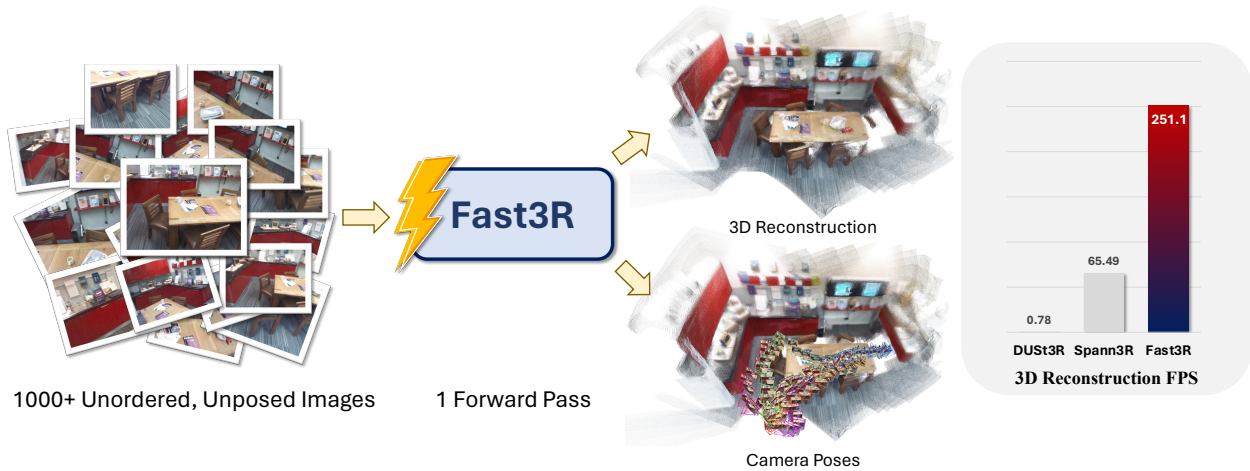 1000+ Unordered, Unposed Images
Fast3R
1 Forward Pass
3D Reconstruction
Camera Poses
251.1
65.49
0.78
DUSt3R Spann3R Fast3R
3D Reconstruction FPS